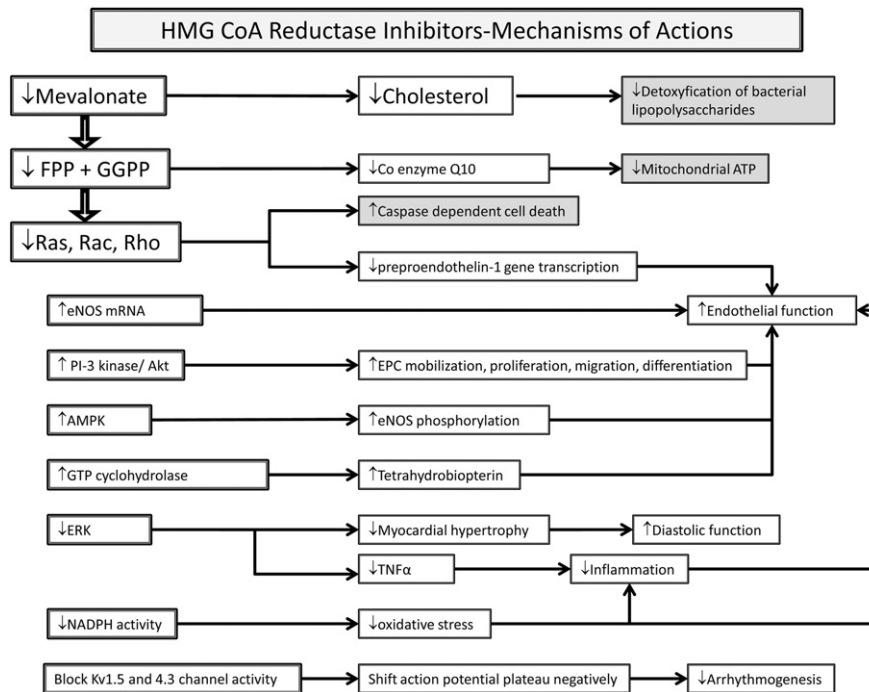 HMG CoA Reductase Inhibitors-Mechanisms of Actions
↓Mevalonate
↓Cholesterol
↓Detoxyfication of bacterial
lipopolysaccharides
↓ FPP + GGPP
↓Co enzyme Q10
↓Mitochondrial ATP
↑Caspase dependent cell death
↓Ras, Rac, Rho
↓preproendothelin-1 gene transcription
↑eNOS mRNA
↑Endothelial function
↑ PI-3 kinase/ Akt
↑EPC mobilization, proliferation, migration, differentiation
↑AMPK
↑eNOS phosphorylation
↑GTP cyclohydrolase
↑Tetrahydrobiopterin
↓ERK
↓Myocardial hypertrophy
↑Diastolic function
↓TNFα
↓Inflammation
↓NADPH activity
↓oxidative stress
Block Kv1.5 and 4.3 channel activity
Shift action potential plateau negatively
↓Arrhythmogenesis